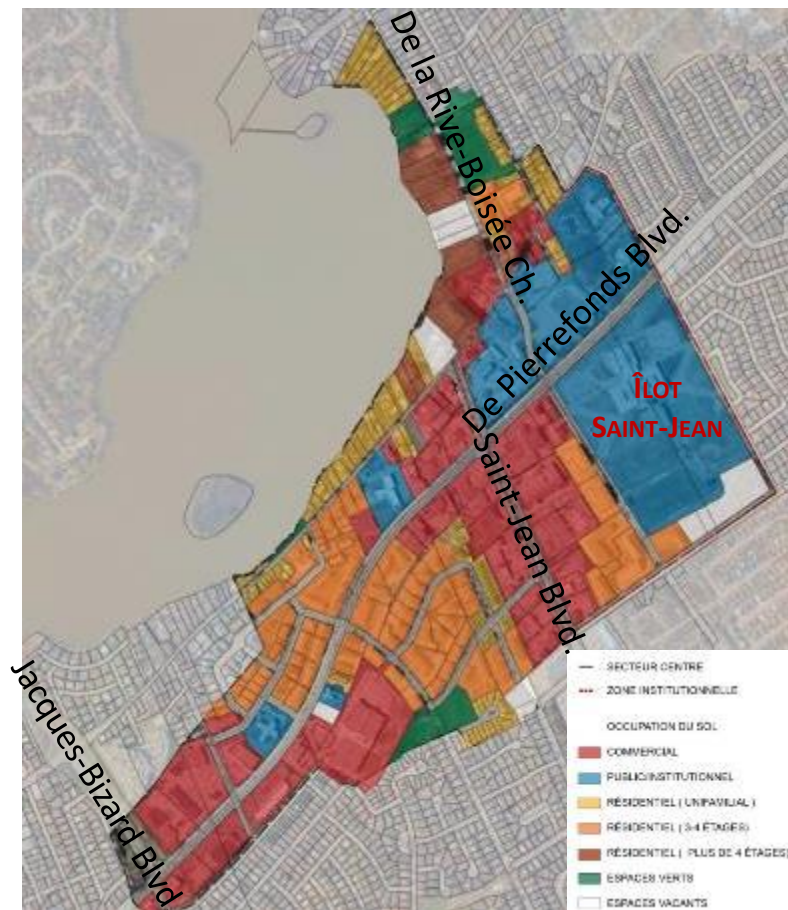 De la Rive-Boisée Ch.
De Pierrefonds Blvd.
ÎLOT
SAINT-JEAN
Saint-Jean Blvd.
Jacques-Bizard Blvd
SECTEUR CENTRE
ZONE INSTITUTIONNELLE
OCCUPATION DU SOL
COMMERCIAL
PUBLIC/INSTITUTIONNEL
RÉSIDENTIEL ( UNIFAMILIAL )
RÉSIDENTIEL ( 3-4 ÉTAGES)
RÉSIDENTIEL ( PLUS DE 4 ÉTAGES)
ESPACES VERTS
ESPACES VACANTS